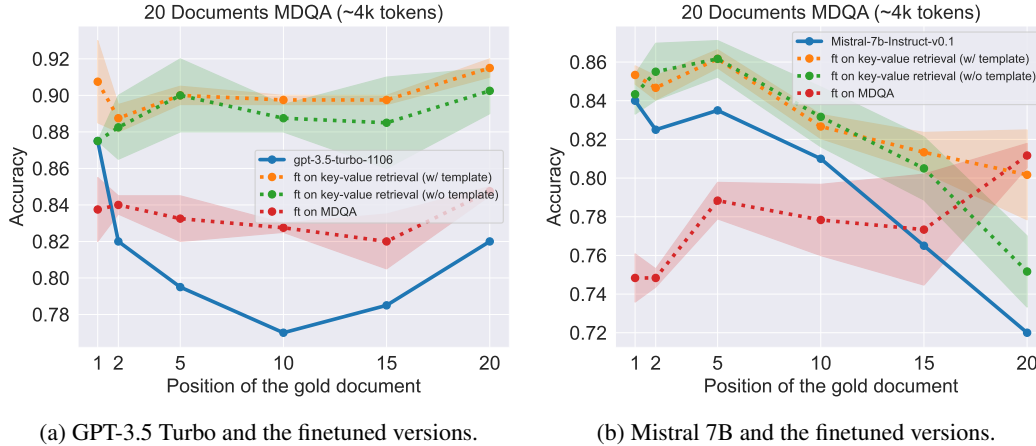 20 Documents MDQA (~4k tokens)
0.92
0.90
0.88
0.86
0.84
0.82
0.80
0.78
Accuracy
gpt-3.5-turbo-1106
ft on key-value retrieval (w/ template)
ft on key-value retrieval (w/o template)
ft on MDQA
1 2 5 10 15 20
Position of the gold document
(a) GPT-3.5 Turbo and the finetuned versions.
20 Documents MDQA (~4k tokens)
0.86
0.84
0.82
0.80
0.78
0.76
0.74
0.72
Accuracy
Mistral-7b-Instruct-v0.1
ft on key-value retrieval (w/ template)
ft on key-value retrieval (w/o template)
ft on MDQA
1 2 5 10 15 20
Position of the gold document
(b) Mistral 7B and the finetuned versions.